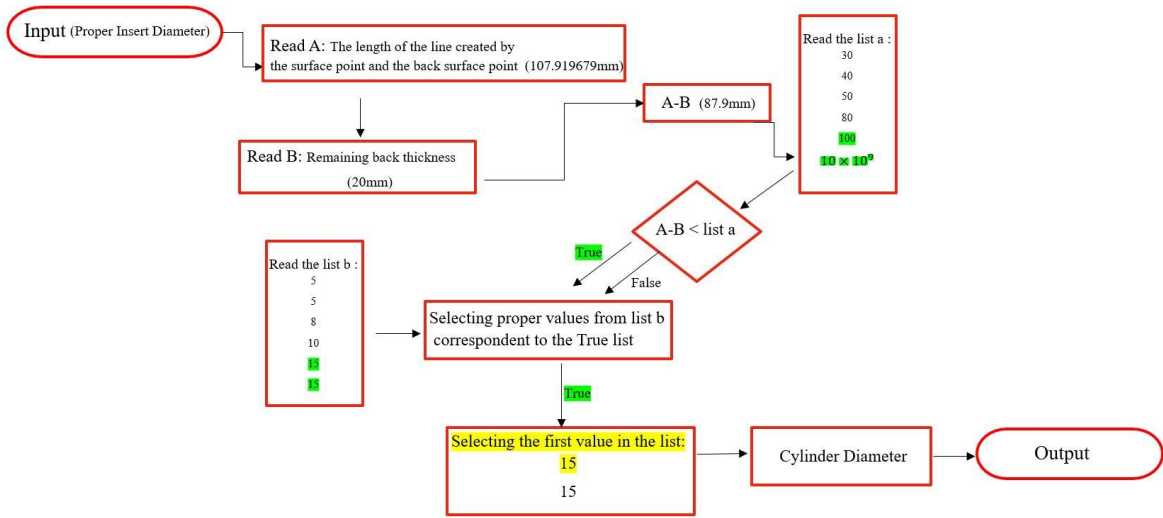 Input (Proper Insert Diameter)
Read A: The length of the line created by
the surface point and the back surface point (107.919679mm)
Read B: Remaining back thickness
(20mm)
A-B (87.9mm)
Read the list a :
30
40
50
80
100
10 × 10⁹
A-B < list a
True
False
Read the list b :
5
5
8
10
15
15
Selecting proper values from list b
correspondent to the True list
True
Selecting the first value in the list:
15
15
Cylinder Diameter
Output